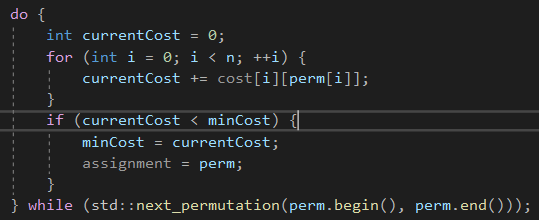 do {
    int currentCost = 0;
    for (int i = 0; i < n; ++i) {
        currentCost += cost[i][perm[i]];
    }
    if (currentCost < minCost) {
        minCost = currentCost;
        assignment = perm;
    }
} while (std::next_permutation(perm.begin(), perm.end()));